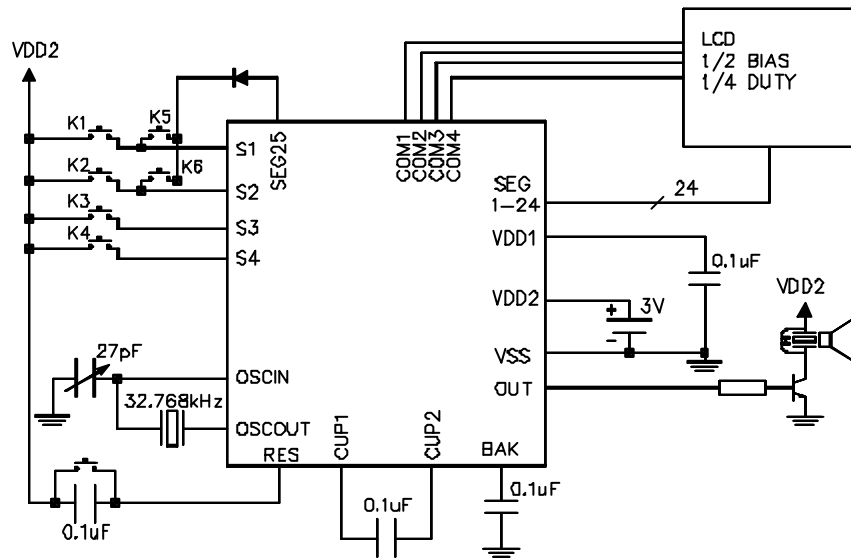 LCD
1/2 BIAS
1/4 DUTY
VDD2
K1
K5
K2
K6
K3
K4
S1
S2
S3
S4
SEG25
COM1
COM2
COM3
COM4
SEG
1-24
24
VDD1
0.1uF
VDD2
+
3V
-
VDD2
VSS
OUT
27pF
OSCIN
32.768kHz
OSCOUT
RES
CUP1
CUP2
BAK
0.1uF
0.1uF
0.1uF